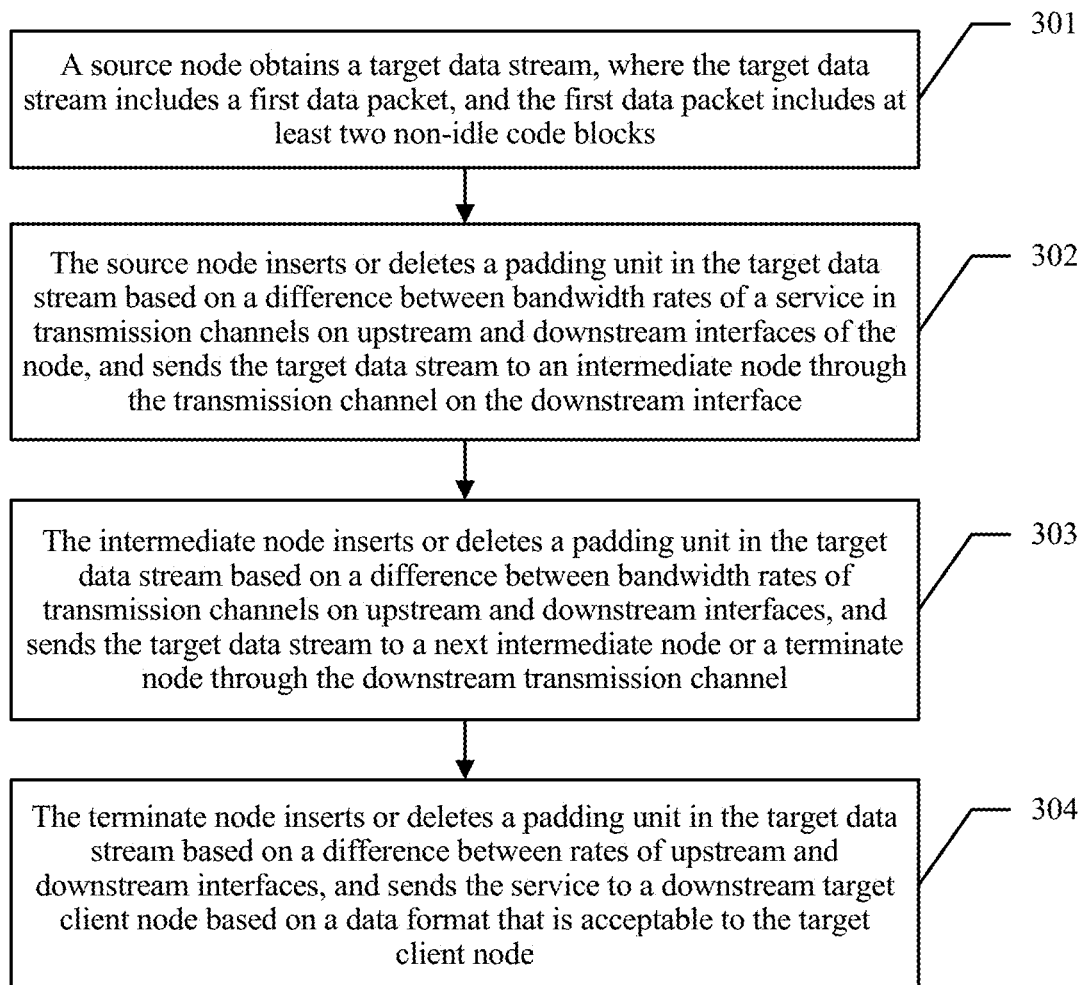 301
A source node obtains a target data stream, where the target data
stream includes a first data packet, and the first data packet includes at
least two non-idle code blocks
302
The source node inserts or deletes a padding unit in the target data
stream based on a difference between bandwidth rates of a service in
transmission channels on upstream and downstream interfaces of the
node, and sends the target data stream to an intermediate node through
the transmission channel on the downstream interface
303
The intermediate node inserts or deletes a padding unit in the target
data stream based on a difference between bandwidth rates of
transmission channels on upstream and downstream interfaces, and
sends the target data stream to a next intermediate node or a terminate
node through the downstream transmission channel
304
The terminate node inserts or deletes a padding unit in the target data
stream based on a difference between rates of upstream and
downstream interfaces, and sends the service to a downstream target
client node based on a data format that is acceptable to the target
client node